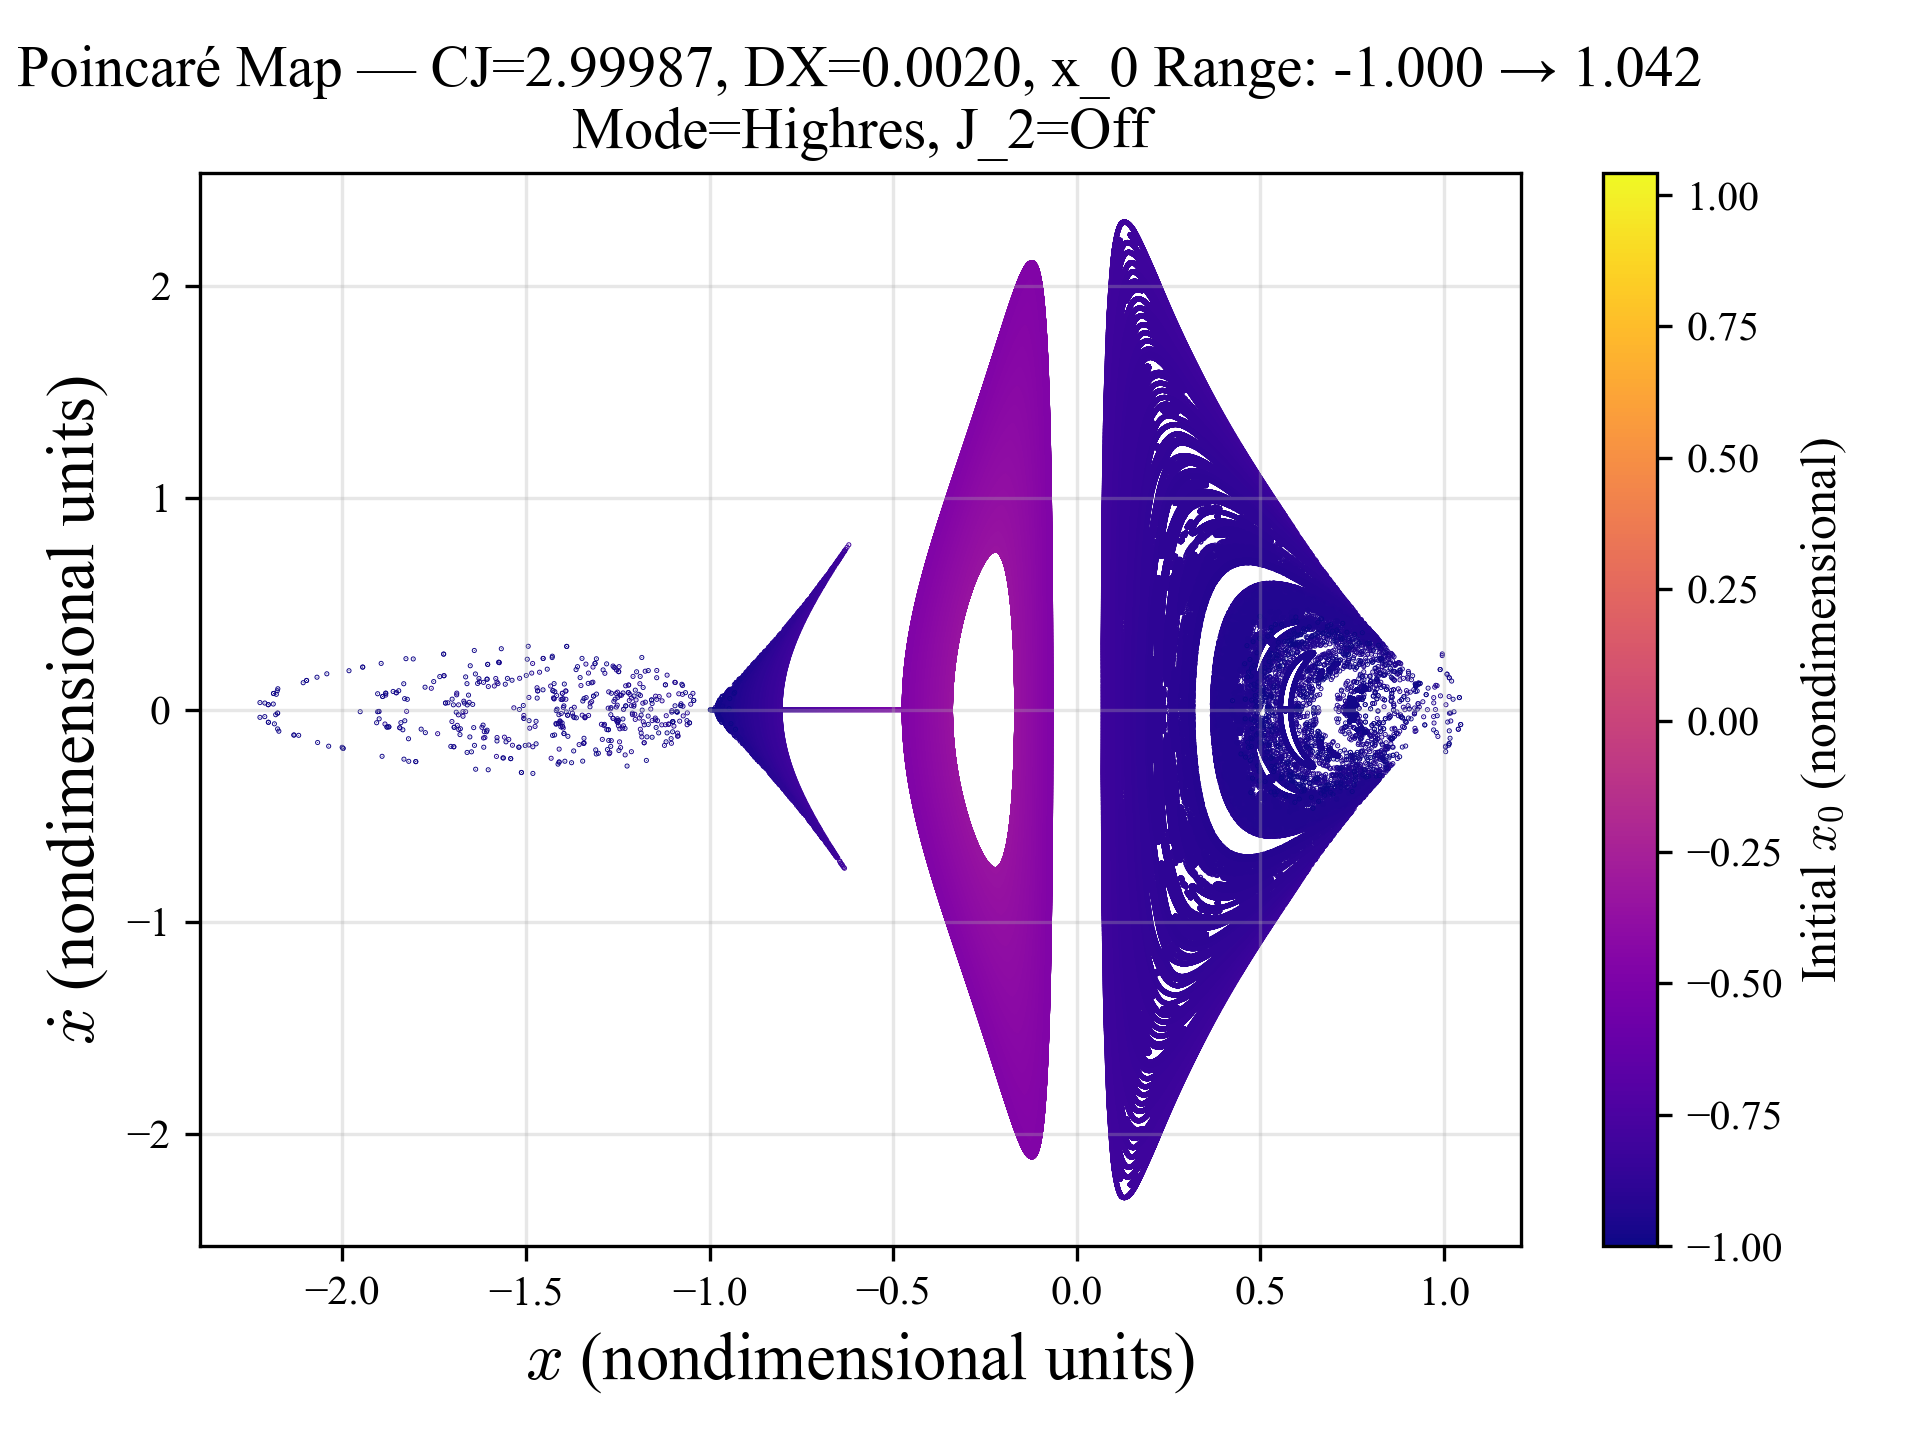 Poincaré Map — CJ=2.99987, DX=0.0020, x_0 Range: -1.000 → 1.042
Mode=Highres, J_2=Off
ẋ (nondimensional units)
2
1
0
−1
−2
−2.0 −1.5 −1.0 −0.5 0.0 0.5 1.0
x (nondimensional units)
1.00
0.75
0.50
0.25
0.00
−0.25
−0.50
−0.75
−1.00
Initial x₀ (nondimensional)